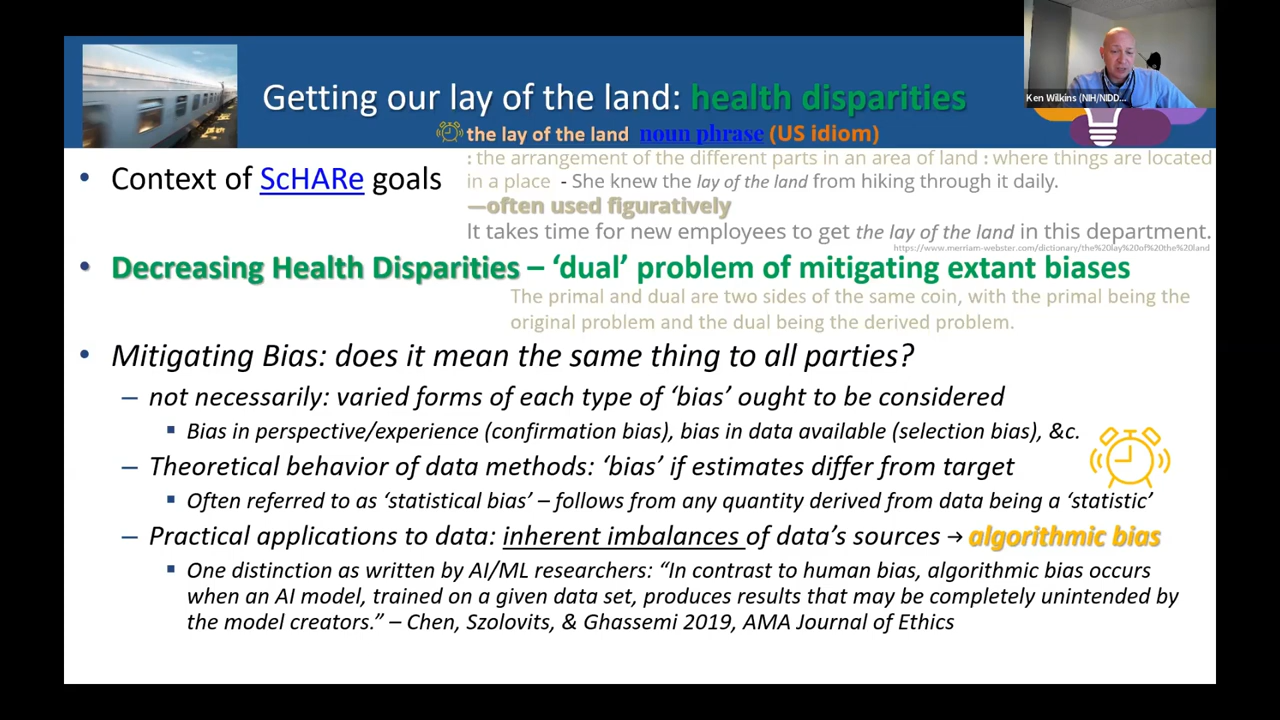 Getting our lay of the land: health disparities
the lay of the land noun phrase (US idiom)
Ken Wilkins (NIH/NIDD...
: the arrangement of the different parts in an area of land : where things are located
• Context of ScHARe goals
in a place - She knew the lay of the land from hiking through it daily.
—often used figuratively
It takes time for new employees to get the lay of the land in this department.
https://www.merriam-webster.com/dictionary/the%20lay%20of%20the%20land
• Decreasing Health Disparities – ‘dual’ problem of mitigating extant biases
The primal and dual are two sides of the same coin, with the primal being the
original problem and the dual being the derived problem.
• Mitigating Bias: does it mean the same thing to all parties?
– not necessarily: varied forms of each type of ‘bias’ ought to be considered
▪ Bias in perspective/experience (confirmation bias), bias in data available (selection bias), &c.
– Theoretical behavior of data methods: ‘bias’ if estimates differ from target
▪ Often referred to as ‘statistical bias’ – follows from any quantity derived from data being a ‘statistic’
– Practical applications to data: inherent imbalances of data’s sources → algorithmic bias
▪ One distinction as written by AI/ML researchers: “In contrast to human bias, algorithmic bias occurs
when an AI model, trained on a given data set, produces results that may be completely unintended by
the model creators.” – Chen, Szolovits, & Ghassemi 2019, AMA Journal of Ethics